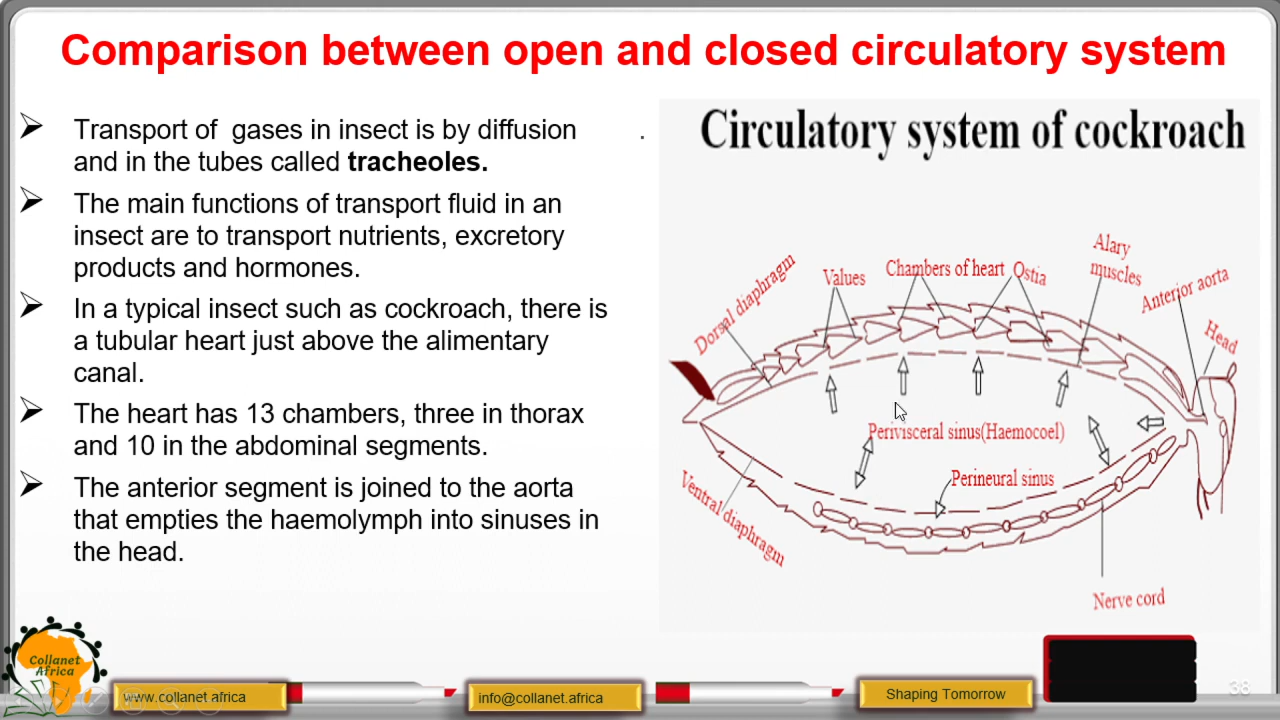 Comparison between open and closed circulatory system
Transport of gases in insect is by diffusion
and in the tubes called tracheoles.
The main functions of transport fluid in an
insect are to transport nutrients, excretory
products and hormones.
In a typical insect such as cockroach, there is
a tubular heart just above the alimentary
canal.
The heart has 13 chambers, three in thorax
and 10 in the abdominal segments.
The anterior segment is joined to the aorta
that empties the haemolymph into sinuses in
the head.
.
Circulatory system of cockroach
Dorsal diaphragm
Values
Chambers of heart
Ostia
Alary
muscles
Anterior aorta
Head
Perivisceral sinus(Haemocoel)
Perineural sinus
Ventral diaphragm
Nerve cord
Collanet
Africa
www.collanet.africa
info@collanet.africa
Shaping Tomorrow
38